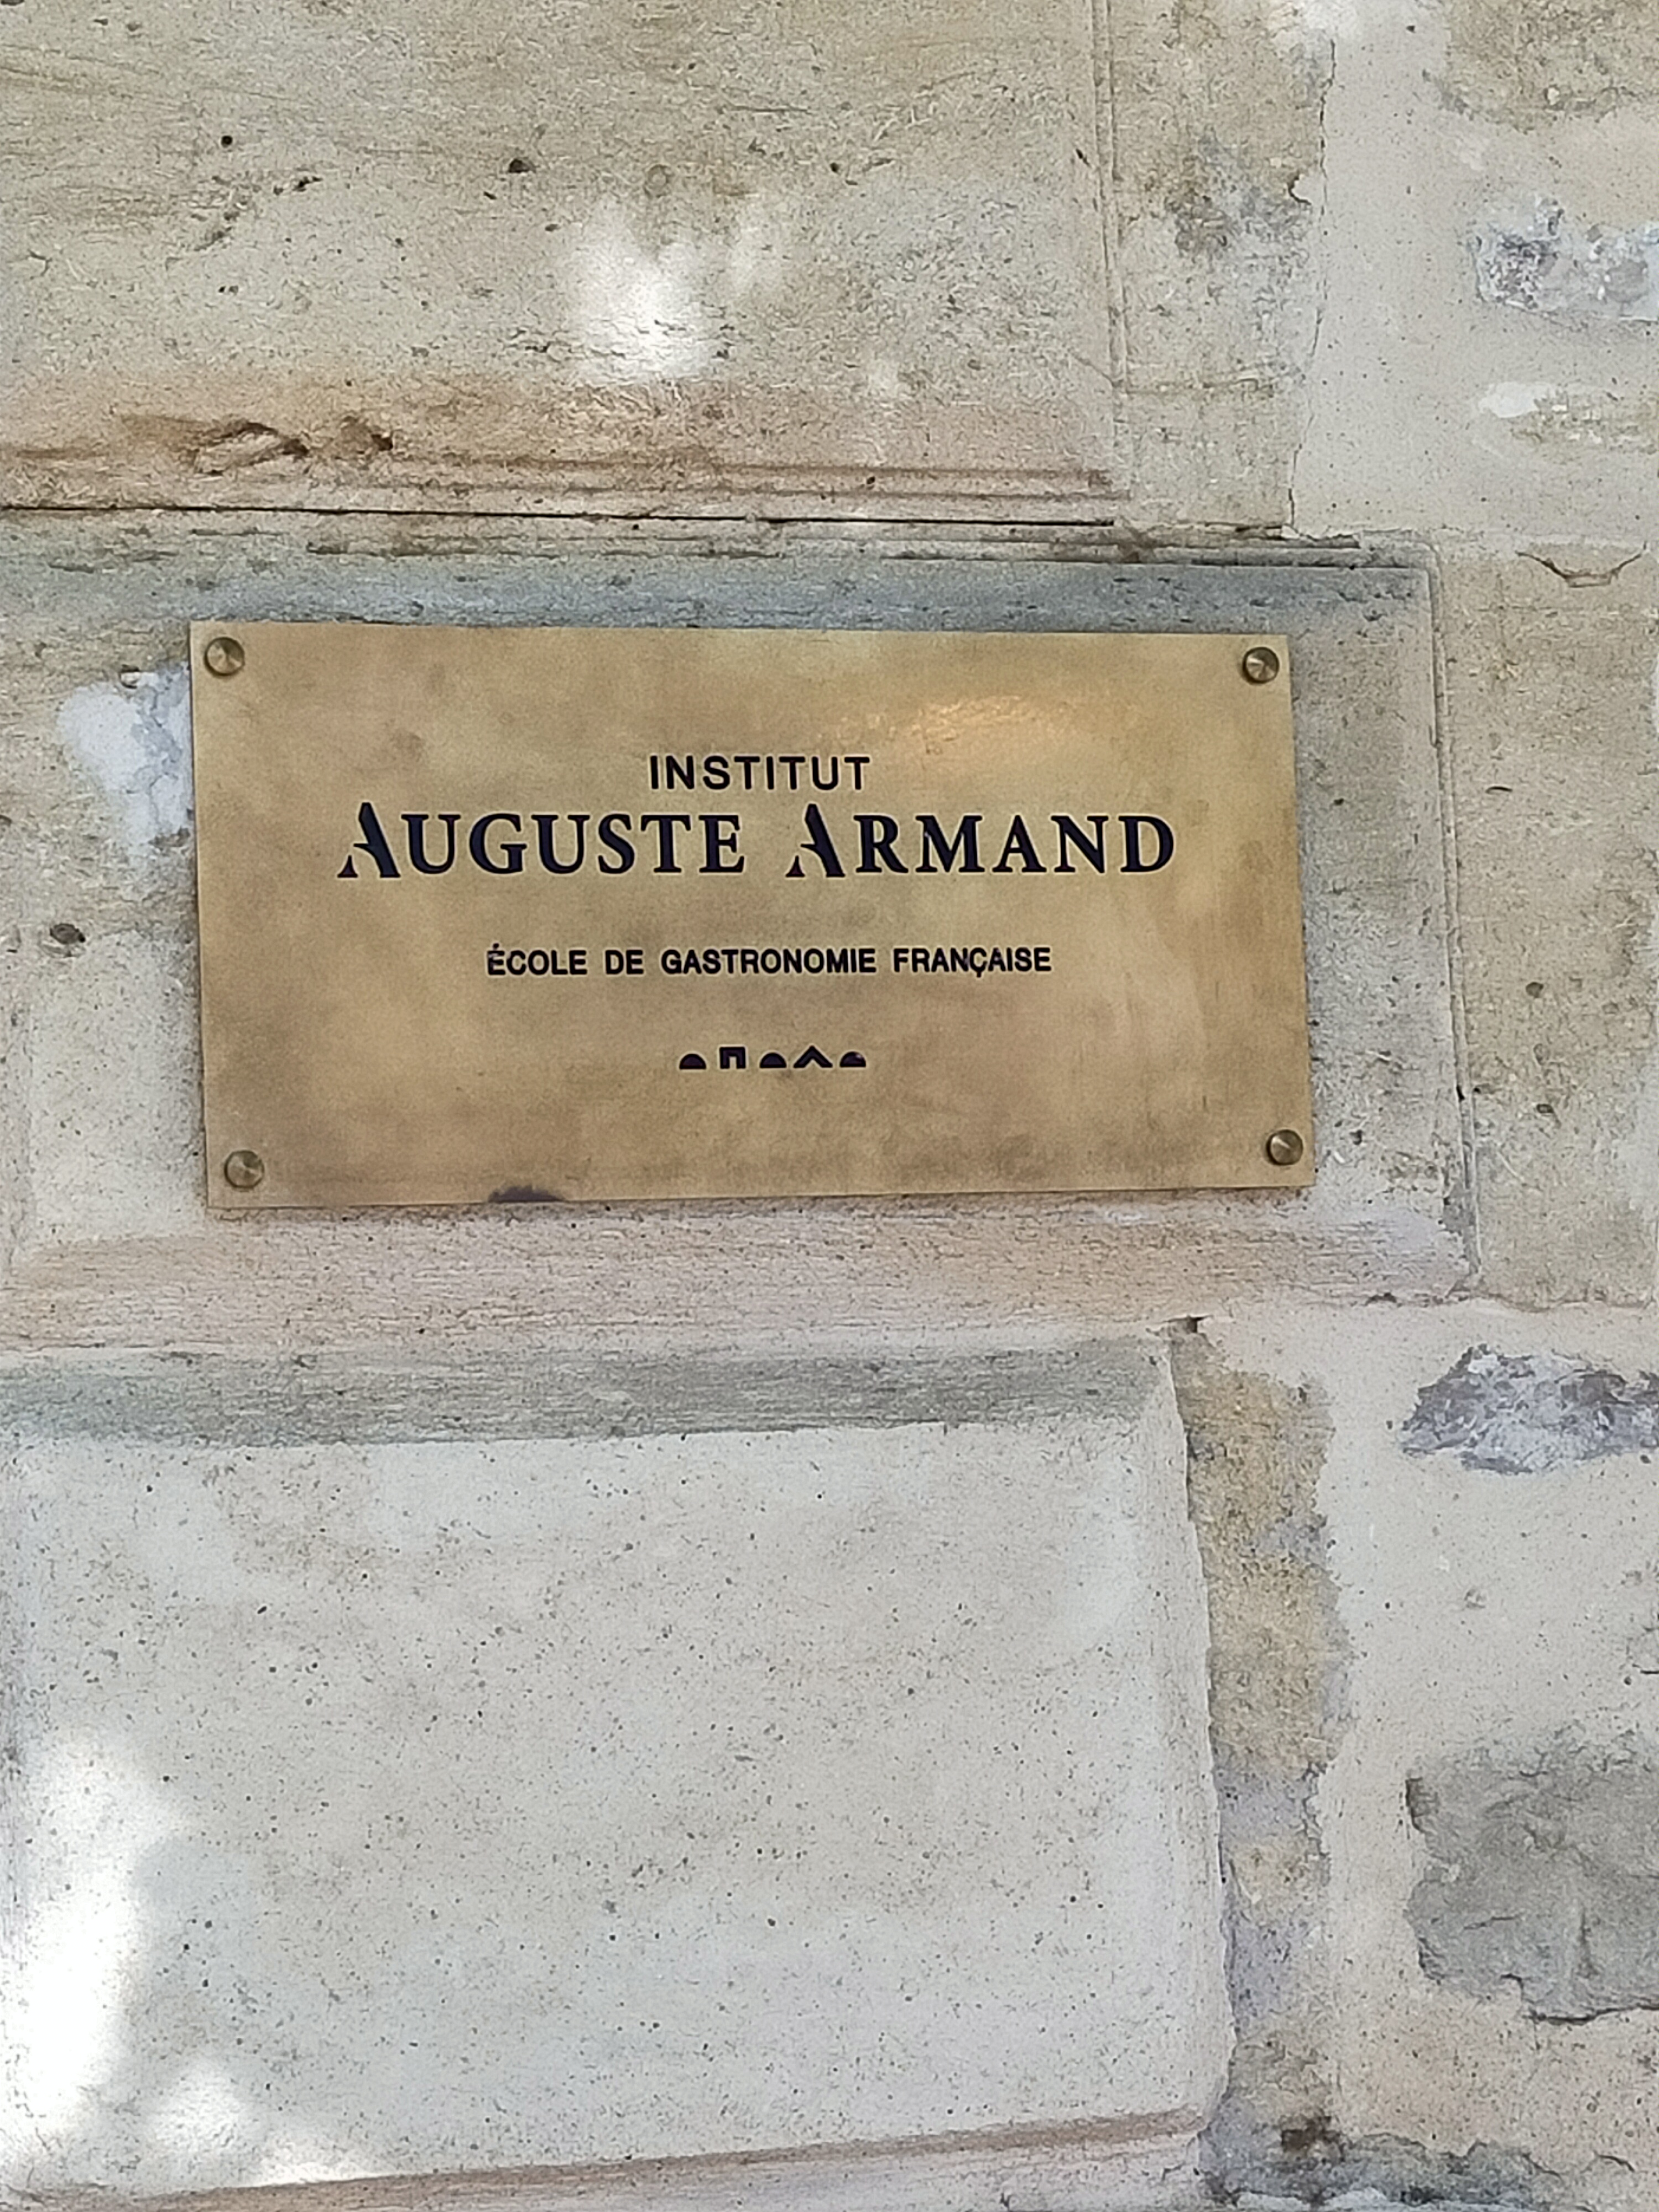 INSTITUT
AUGUSTE ARMAND
ÉCOLE DE GASTRONOMIE FRANÇAISE